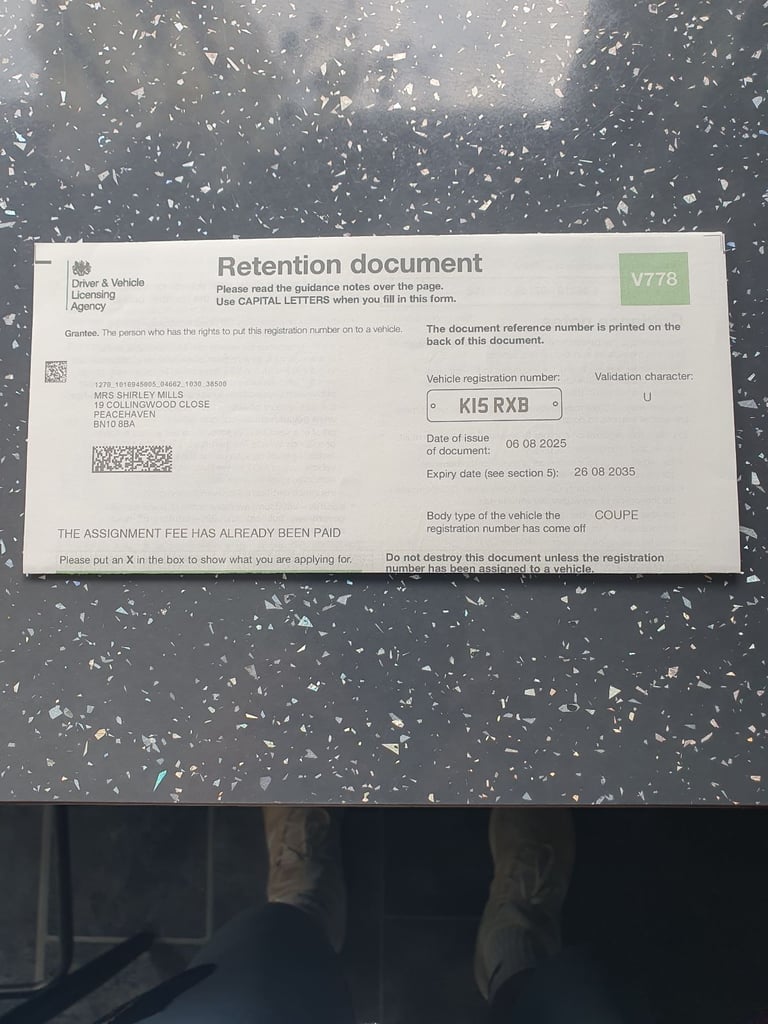 Driver & Vehicle
Licensing
Agency
Retention document
Please read the guidance notes over the page.
Use CAPITAL LETTERS when you fill in this form.
V778
Grantee. The person who has the rights to put this registration number on to a vehicle.
The document reference number is printed on the
back of this document.
1270_1018945005_04662_1030_38500
MRS SHIRLEY MILLS
19 COLLINGWOOD CLOSE
PEACEHAVEN
BN10 8BA
Vehicle registration number:
Validation character:
K15 RXB
U
Date of issue
of document:
06 08 2025
Expiry date (see section 5):
26 08 2035
Body type of the vehicle the
registration number has come off
COUPE
THE ASSIGNMENT FEE HAS ALREADY BEEN PAID
Please put an X in the box to show what you are applying for.
Do not destroy this document unless the registration
number has been assigned to a vehicle.